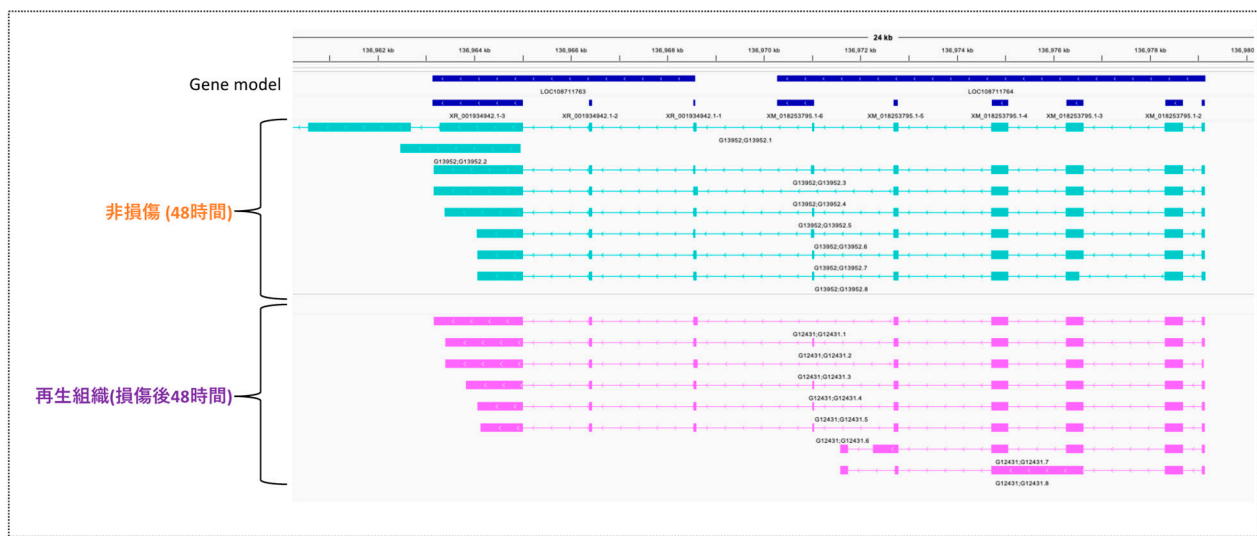 24 kb
136,962 kb 136,964 kb 136,966 kb 136,968 kb 136,970 kb 136,972 kb 136,974 kb 136,976 kb 136,978 kb 136,980
Gene model
LOC108711763 LOC108711764
XR_001934942.1-3 XR_001934942.1-2 XR_001934942.1-1 XM_018253795.1-6 XM_018253795.1-5 XM_018253795.1-4 XM_018253795.1-3 XM_018253795.1-2
G13952;G13952.1
G13952;G13952.2
G13952;G13952.3
G13952;G13952.4
非損傷 (48時間)
G13952;G13952.5
G13952;G13952.6
G13952;G13952.7
G13952;G13952.8
G12431;G12431.1
G12431;G12431.2
G12431;G12431.3
再生組織(損傷後48時間)
G12431;G12431.4
G12431;G12431.5
G12431;G12431.6
G12431;G12431.7
G12431;G12431.8